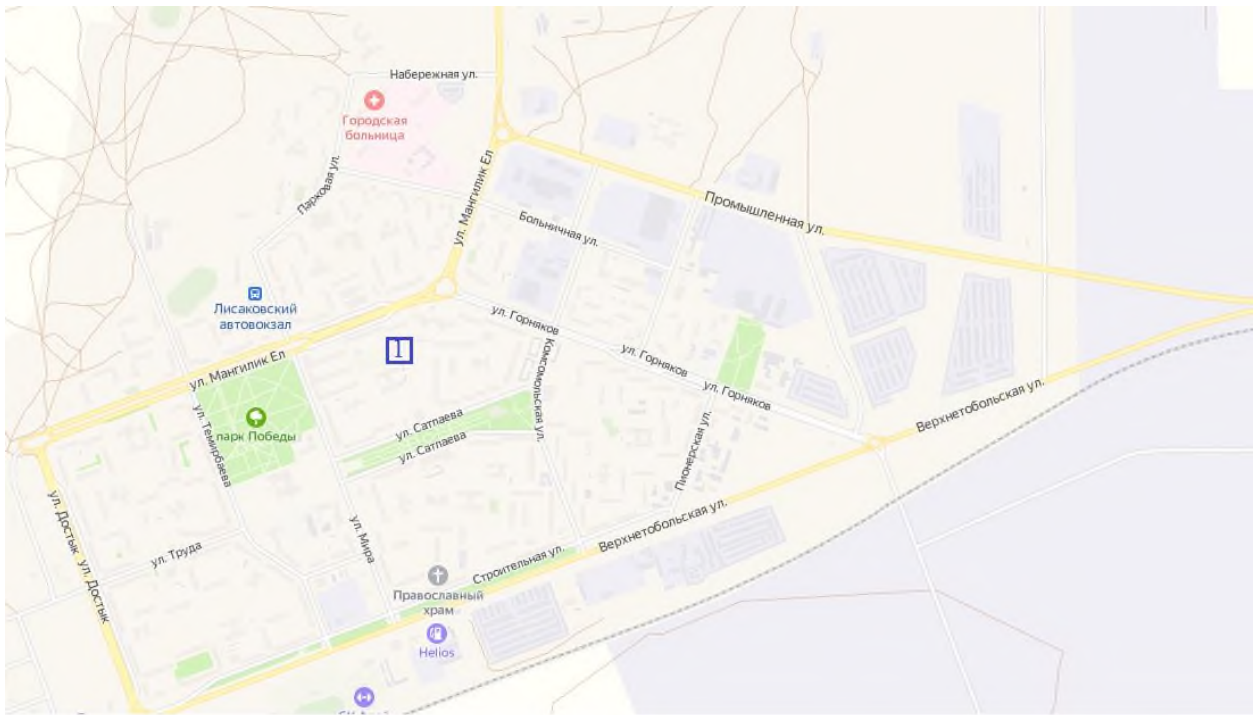 Набережная ул.
Городская
больница
Парковая ул.
ул. Мангилик Ел
Промышленная ул.
Больничная ул.
Лисаковский
автовокзал
ул. Горняков
ул. Горняков
ул. Горняков
1
ул. Мангилик Ел
Комсомольская ул.
Верхнетобольская ул.
парк Победы
ул. Темирбаева
ул. Сатпаева
ул. Сатпаева
Пионерская ул.
ул. Достык
ул. Достык
ул. Труда
ул. Мира
Верхнетобольская ул.
Строительная ул.
Православный
храм
Helios